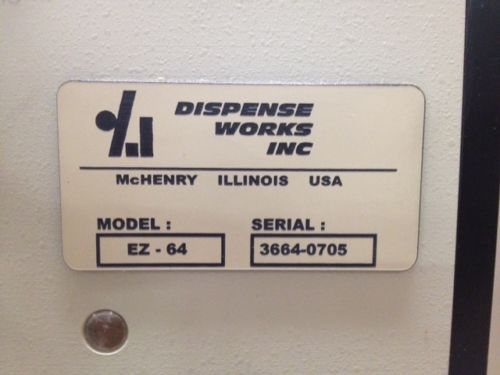 DISPENSE
WORKS
INC
McHENRY ILLINOIS USA
MODEL : SERIAL :
EZ - 64 3664-0705